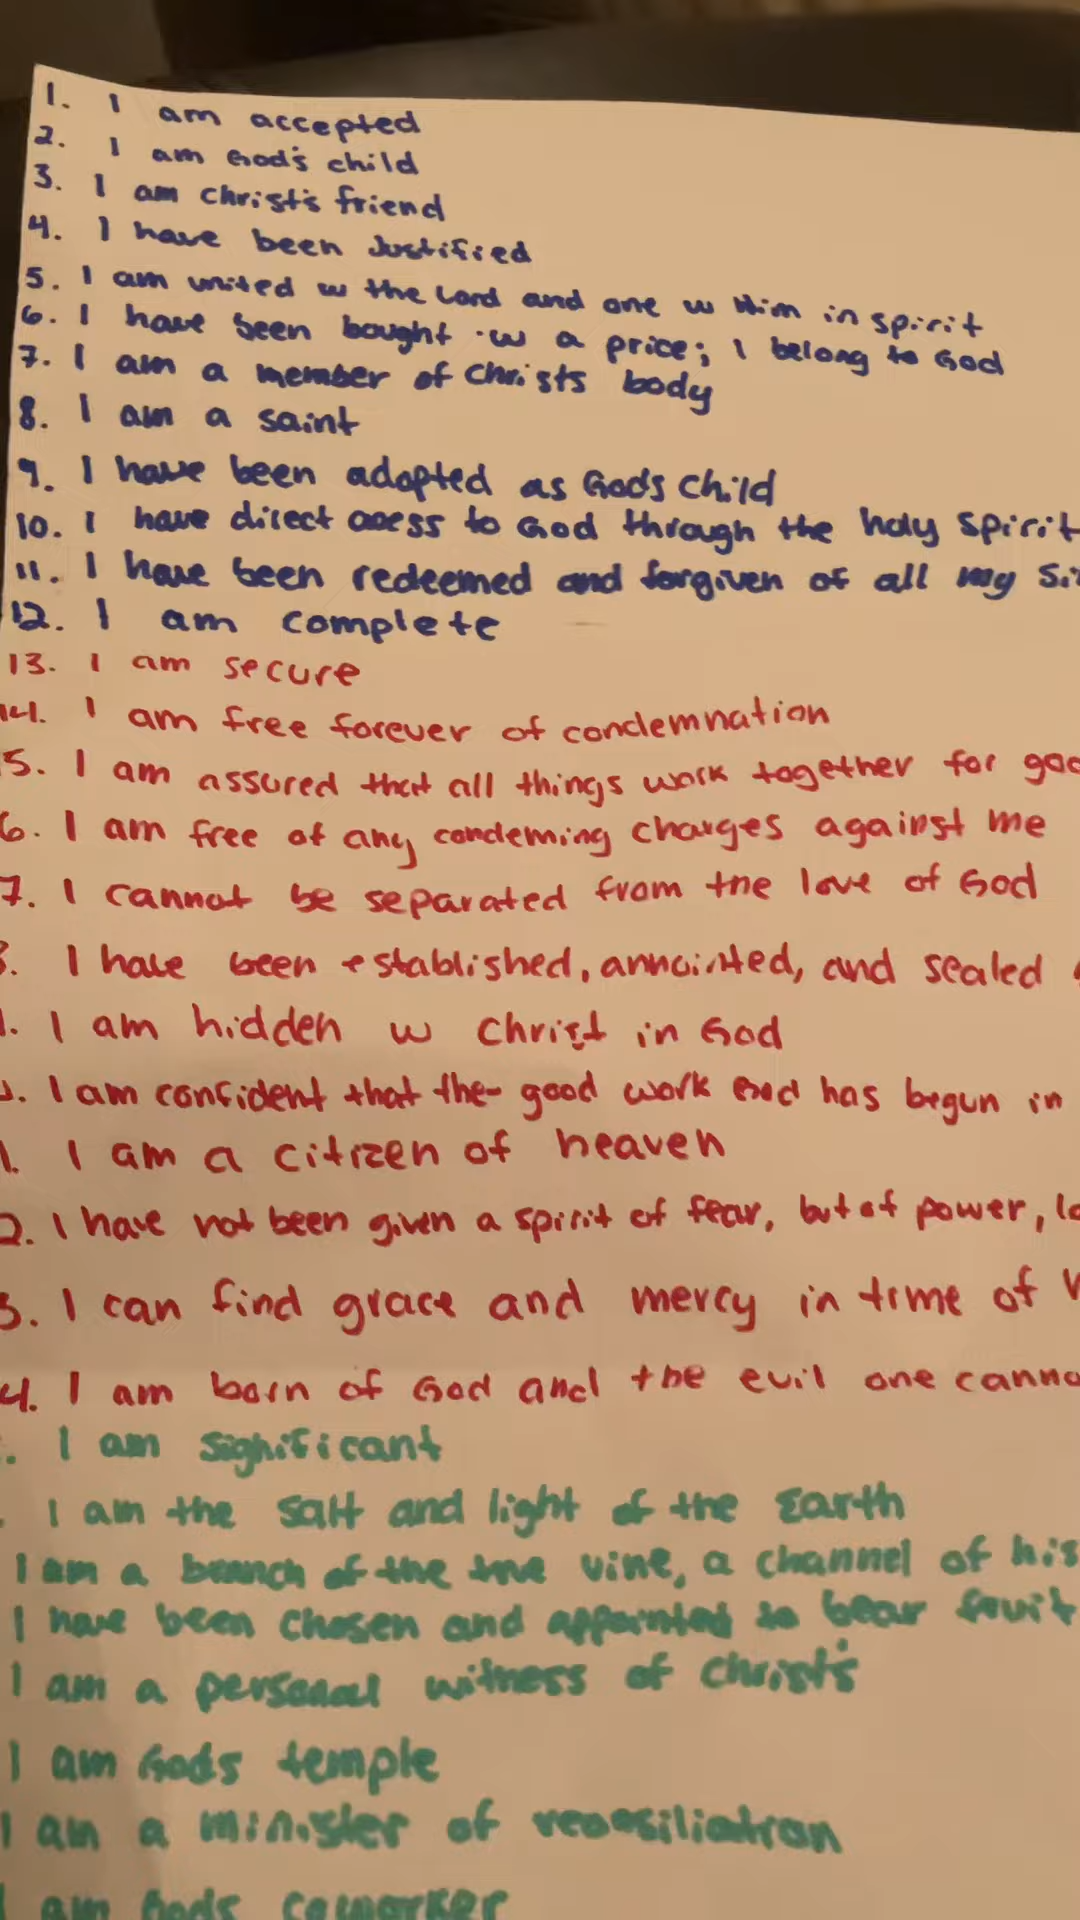 1. I am accepted
2. I am God's child
3. I am Christ's friend
4. I have been Justified
5. I am united w the Lord and one w Him in spirit
6. I have been bought w a price; I belong to God
7. I am a member of Christs body
8. I am a saint
9. I have been adopted as Gods Child
10. I have direct acess to God through the holy Spirit
11. I have been redeemed and forgiven of all my Si
12. I am complete
13. I am secure
14. I am free forever of condemnation
5. I am assured that all things work together for goo
6. I am free of any condeming charges against me
7. I cannot be separated from the love of God
8. I have been established, annointed, and sealed
I am hidden w Christ in God
I am confident that the good work God has begun in
1. I am a citizen of heaven
2. I have not been given a spirit of fear, but of power, lo
3. I can find grace and mercy in time of
4. I am born of God and the evil one canno
I am significant
I am the salt and light of the Earth
I am a branch of the true vine, a channel of his
I have been chosen and appointed to bear fruit
I am a personal witness of Christ's
I am Gods temple
I am a minister of
I am Gods coworker